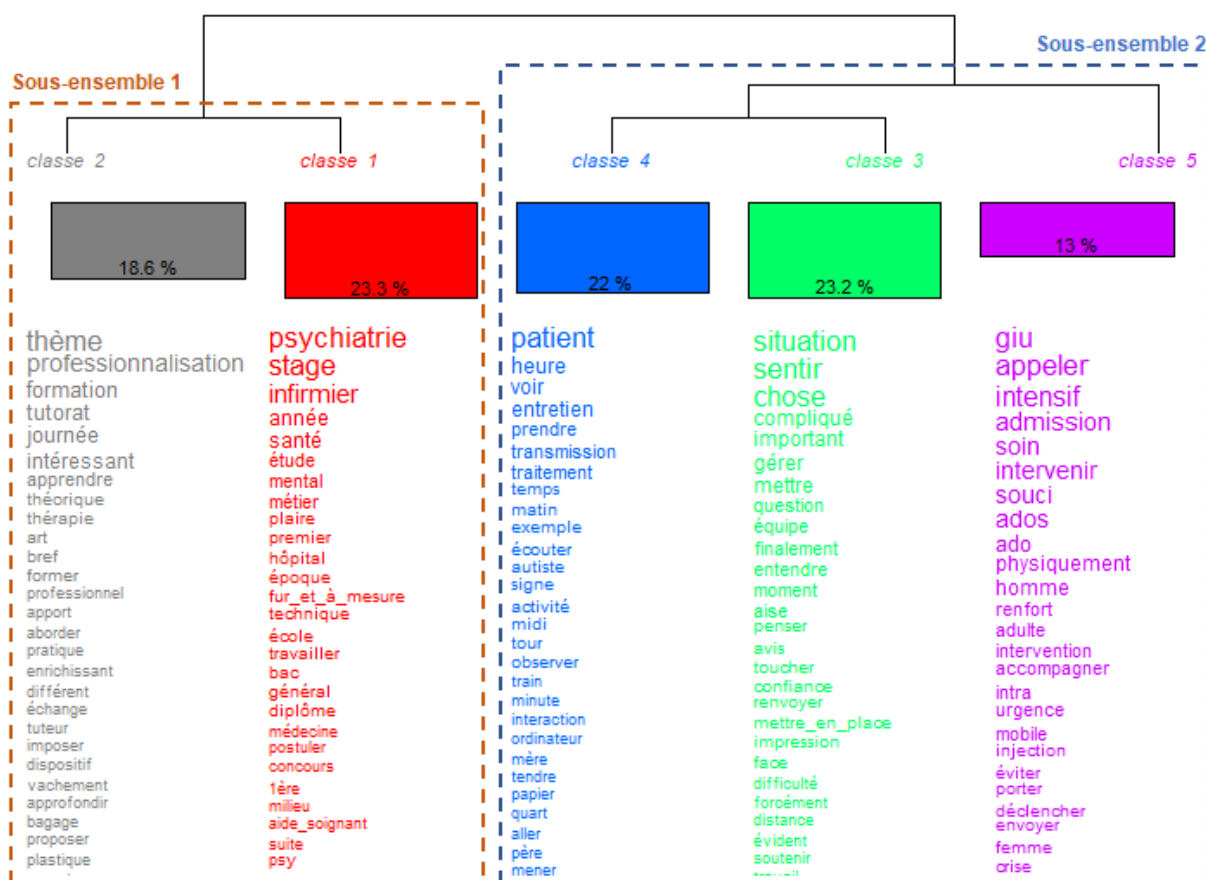 Sous-ensemble 2
Sous-ensemble 1
classe 2
classe 1
classe 4
classe 3
classe 5
18.6 %
23.3 %
22 %
23.2 %
13 %
thème
professionnalisation
formation
tutorat
journée
intéressant
apprendre
théorique
thérapie
art
bref
former
professionnel
apport
aborder
pratique
enrichissant
différent
échange
tuteur
imposer
dispositif
vachement
approfondir
bagage
proposer
plastique
psychiatrie
stage
infirmier
année
santé
étude
mental
métier
plaire
premier
hôpital
époque
fur_et_à_mesure
technique
école
travailler
bac
général
diplôme
médecine
postuler
concours
1ère
milieu
aide_soignant
suite
psy
patient
heure
voir
entretien
prendre
transmission
traitement
temps
matin
exemple
écouter
autiste
signe
activité
midi
tour
observer
train
minute
interaction
ordinateur
mère
tendre
papier
quart
aller
père
mener
situation
sentir
chose
compliqué
important
gérer
mettre
question
équipe
finalement
entendre
moment
aise
penser
avis
toucher
confiance
renvoyer
mettre_en_place
impression
face
difficulté
forcément
distance
évident
soutenir
giu
appeler
intensif
admission
soin
intervenir
souci
ados
ado
physiquement
homme
renfort
adulte
intervention
accompagner
intra
urgence
mobile
injection
éviter
porter
déclencher
envoyer
femme
crise